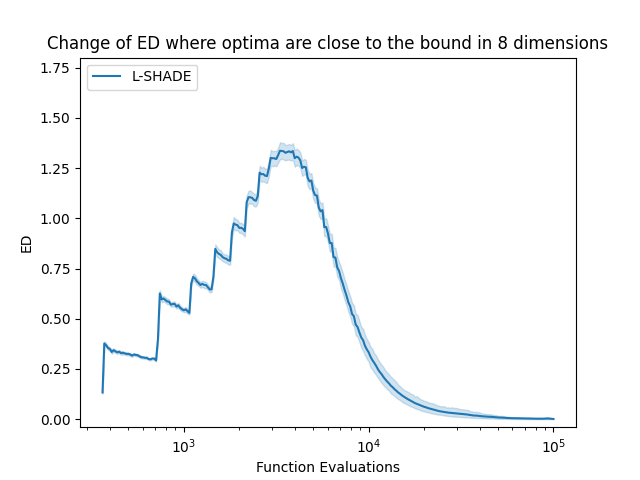 Change of ED where optima are close to the bound in 8 dimensions
L-SHADE
1.75
1.50
1.25
1.00
0.75
0.50
0.25
0.00
ED
10³ 10⁴ 10⁵
Function Evaluations